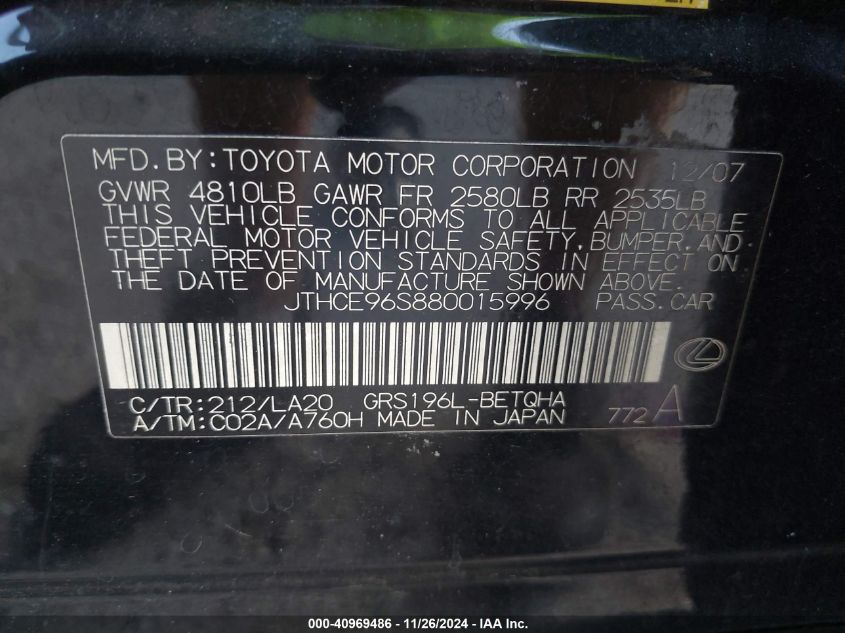 MFD.BY:TOYOTA MOTOR CORPORATION 12/07
GVWR 4810LB GAWR FR 2580LB RR 2535LB
THIS VEHICLE CONFORMS TO ALL APPLICABLE
FEDERAL MOTOR VEHICLE SAFETY,BUMPER,AND
THEFT PREVENTION STANDARDS IN EFFECT ON
THE DATE OF MANUFACTURE SHOWN ABOVE.
JTHCE96S880015996 PASS.CAR
C/TR:212/LA20 GRS196L-BETQHA
A/TM:C02A/A760H MADE IN JAPAN 772A
000-40969486 - 11/26/2024 - IAA Inc.